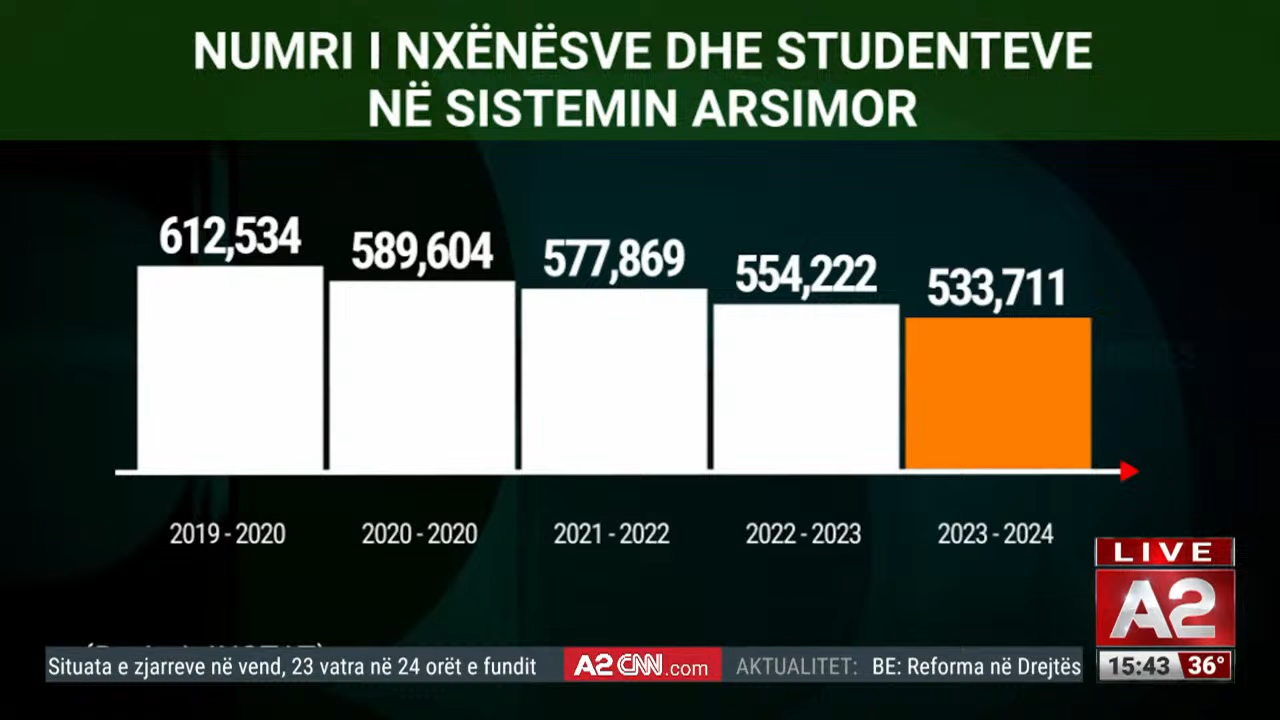 NUMRI I NXËNËSVE DHE STUDENTEVE
NË SISTEMIN ARSIMOR
612,534
589,604
577,869
554,222
533,711
2019 - 2020
2020 - 2020
2021 - 2022
2022 - 2023
2023 - 2024
LIVE
A2
15:43 36°
Situata e zjarreve në vend, 23 vatra në 24 orët e fundit
A2 CNN.com
AKTUALITET: BE: Reforma në Drejtës